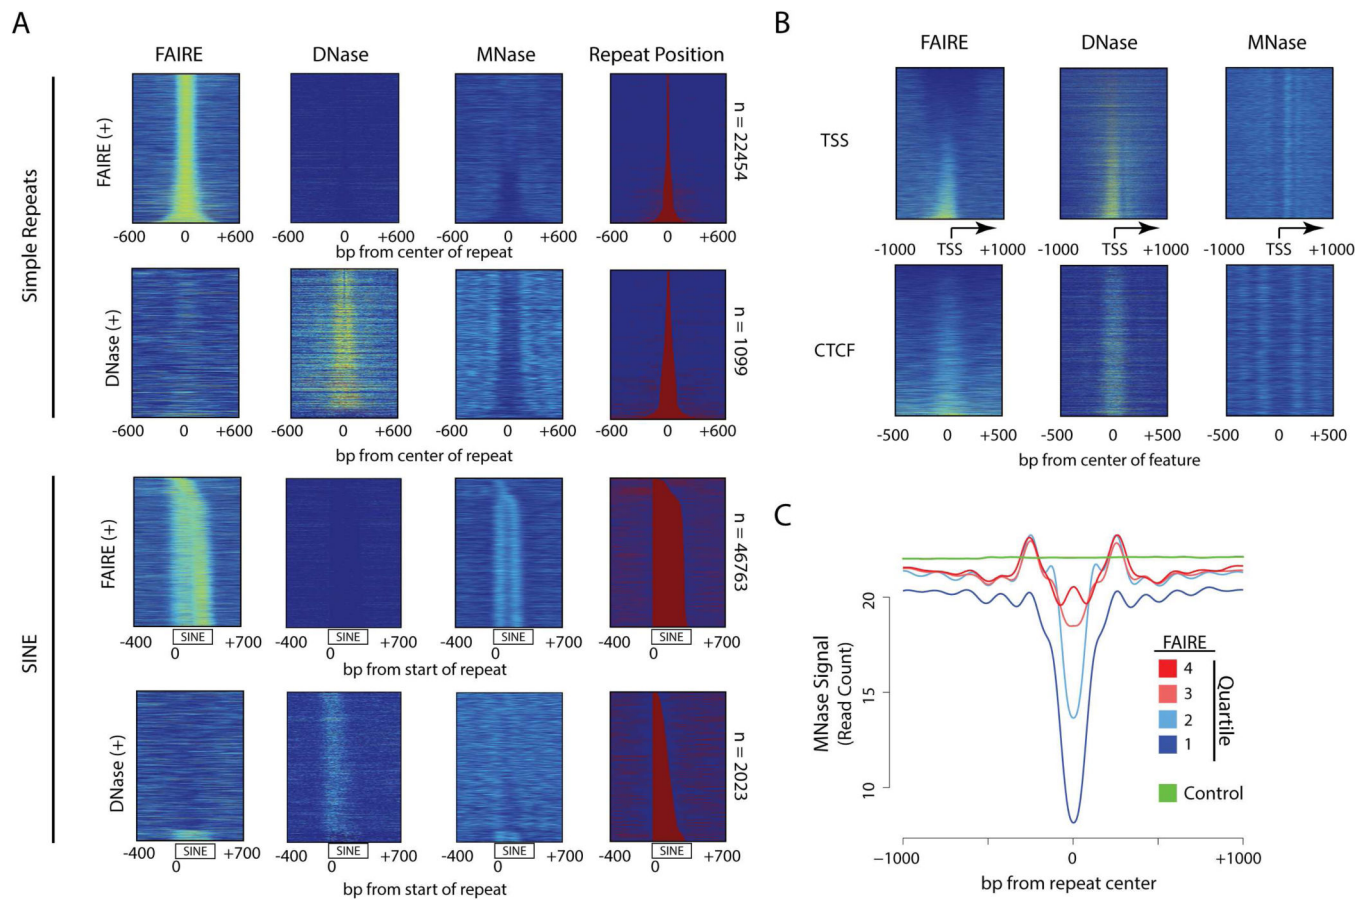 A
FAIRE DNase MNase Repeat Position
Simple Repeats
FAIRE (+)
n = 22454
-600 0 +600 -600 0 +600 -600 0 +600 -600 0 +600
bp from center of repeat
DNase (+)
n = 1099
-600 0 +600 -600 0 +600 -600 0 +600 -600 0 +600
bp from center of repeat
SINE
FAIRE (+)
n = 46763
-400 SINE +700 -400 SINE +700 -400 SINE +700 -400 SINE +700
0 0 0 0
bp from start of repeat
DNase (+)
n = 2023
-400 SINE +700 -400 SINE +700 -400 SINE +700 -400 SINE +700
0 0 0 0
bp from start of repeat
B
FAIRE DNase MNase
TSS
-1000 TSS +1000 -1000 TSS +1000 -1000 TSS +1000
CTCF
-500 0 +500 -500 0 +500 -500 0 +500
bp from center of feature
C
MNase Signal
(Read Count)
20
15
10
FAIRE
4
3
2
1
Quartile
Control
−1000 0 +1000
bp from repeat center